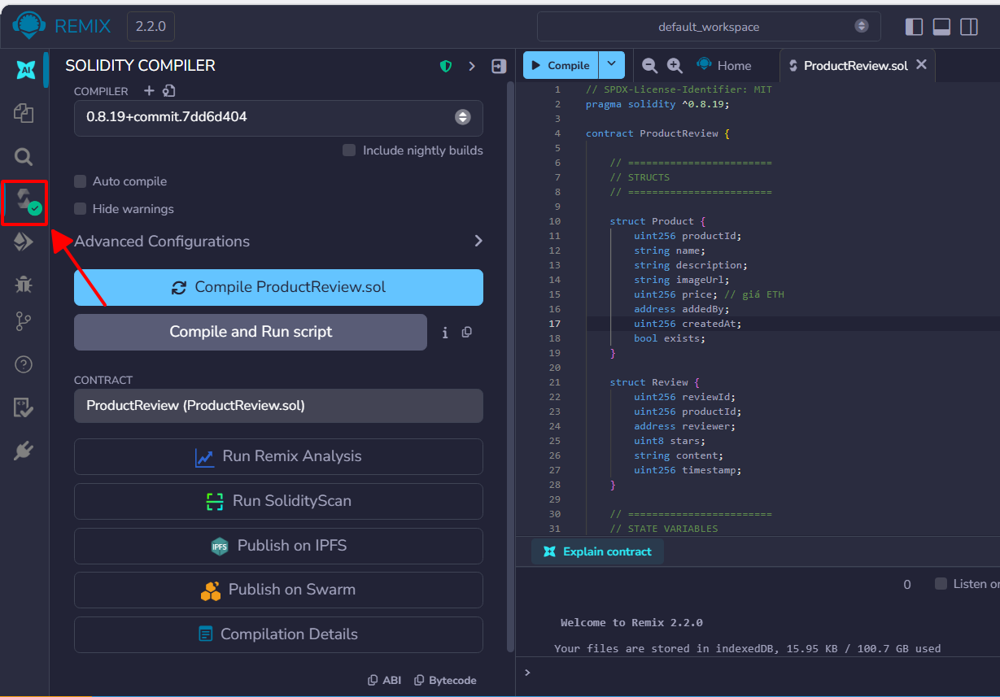 REMIX 2.2.0 default_workspace
SOLIDITY COMPILER
COMPILER
0.8.19+commit.7dd6d404
Include nightly builds
Auto compile
Hide warnings
Advanced Configurations
Compile ProductReview.sol
Compile and Run script
CONTRACT
ProductReview (ProductReview.sol)
Run Remix Analysis
Run SolidityScan
IPFS Publish on IPFS
Publish on Swarm
Compilation Details
ABI Bytecode
AI
Compile Home ProductReview.sol
1 // SPDX-License-Identifier: MIT
2 pragma solidity ^0.8.19;
3
4 contract ProductReview {
5
6 // ========================
7 // STRUCTS
8 // ========================
9
10 struct Product {
11 uint256 productId;
12 string name;
13 string description;
14 string imageUrl;
15 uint256 price; // giá ETH
16 address addedBy;
17 uint256 createdAt;
18 bool exists;
19 }
20
21 struct Review {
22 uint256 reviewId;
23 uint256 productId;
24 address reviewer;
25 uint8 stars;
26 string content;
27 uint256 timestamp;
28 }
29
30 // ========================
31 // STATE VARIABLES
Explain contract
0 Listen or
Welcome to Remix 2.2.0
Your files are stored in indexedDB, 15.95 KB / 100.7 GB used
>